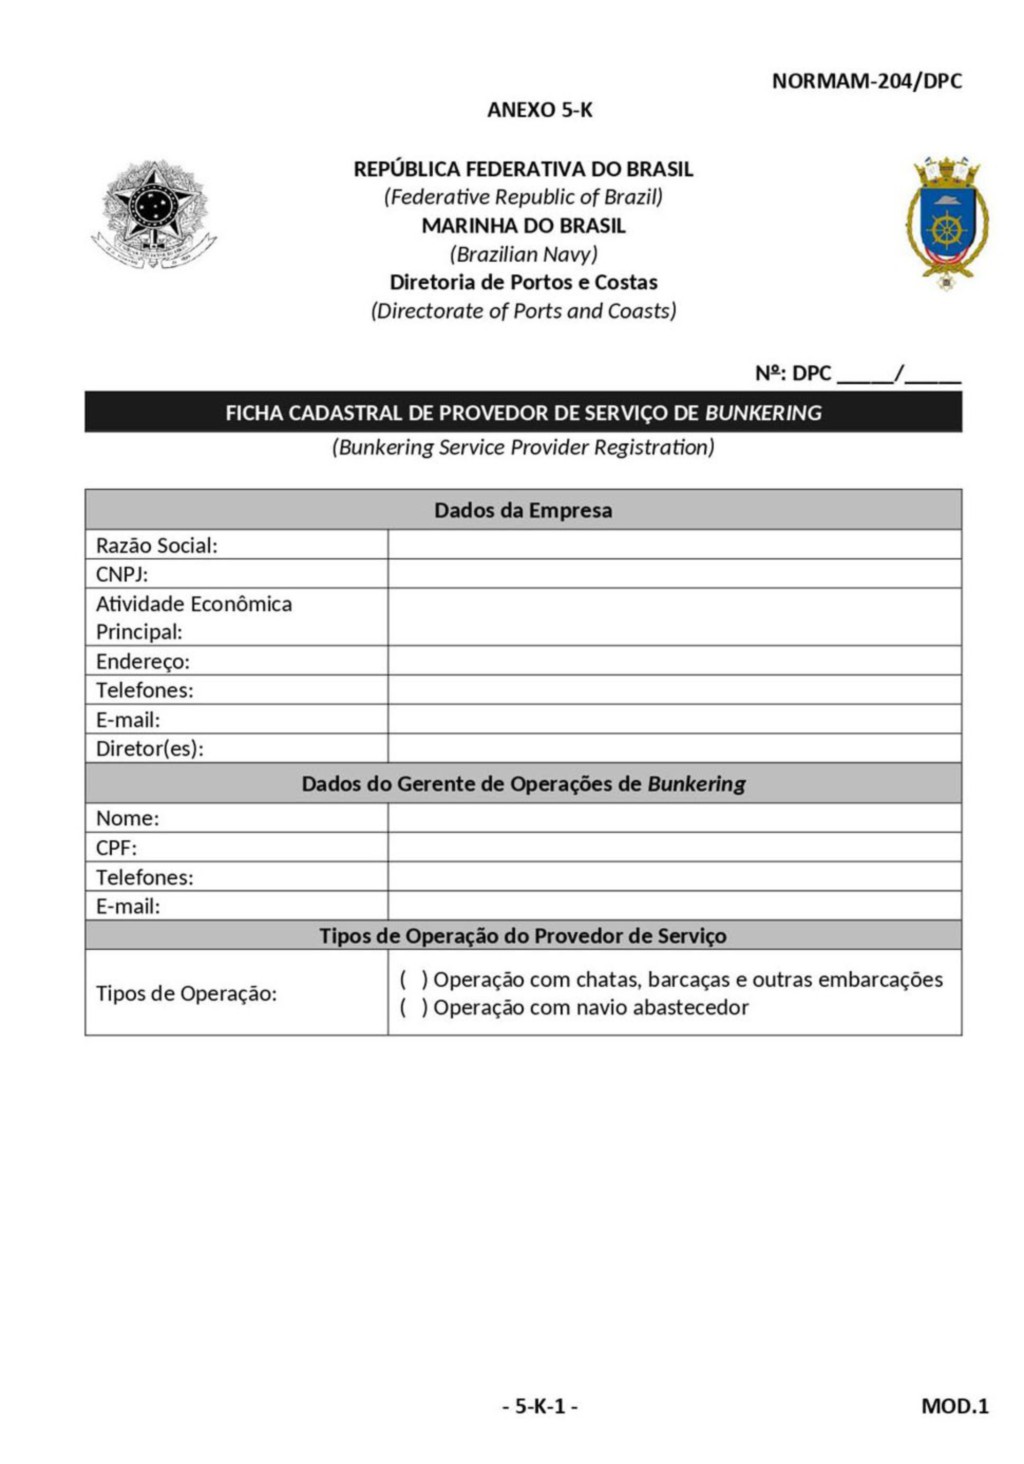 NORMAM-204/DPC
ANEXO 5-K
REPÚBLICA FEDERATIVA DO BRASIL
(Federative Republic of Brazil)
MARINHA DO BRASIL
(Brazilian Navy)
Diretoria de Portos e Costas
(Directorate of Ports and Coasts)
Nº: DPC _____/_____
FICHA CADASTRAL DE PROVEDOR DE SERVIÇO DE BUNKERING
(Bunkering Service Provider Registration)
Dados da Empresa
Razão Social:
CNPJ:
Atividade Econômica
Principal:
Endereço:
Telefones:
E-mail:
Diretor(es):
Dados do Gerente de Operações de Bunkering
Nome:
CPF:
Telefones:
E-mail:
Tipos de Operação do Provedor de Serviço
Tipos de Operação:
( ) Operação com chatas, barcaças e outras embarcações
( ) Operação com navio abastecedor
- 5-K-1 -
MOD.1